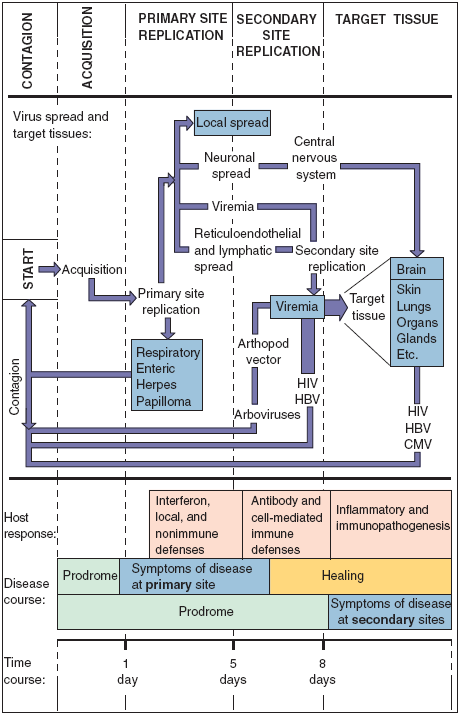 CONTAGION
ACQUISITION
PRIMARY SITE
REPLICATION
SECONDARY
SITE
REPLICATION
TARGET TISSUE
Virus spread and
target tissues:
Local spread
Neuronal
spread
Central
nervous
system
Viremia
Reticuloendothelial
and lymphatic
spread
Secondary site
replication
START
Acquisition
Primary site
replication
Viremia
Target
tissue
Brain
Skin
Lungs
Organs
Glands
Etc.
Respiratory
Enteric
Herpes
Papilloma
Arthopod
vector
Arboviruses
HIV
HBV
HIV
HBV
CMV
Contagion
Host
response:
Interferon,
local, and
nonimmune
defenses
Antibody and
cell-mediated
immune
defenses
Inflammatory and
immunopathogenesis
Disease
course:
Prodrome
Symptoms of disease
at primary site
Healing
Prodrome
Symptoms of disease
at secondary sites
Time
course:
1
day
5
days
8
days